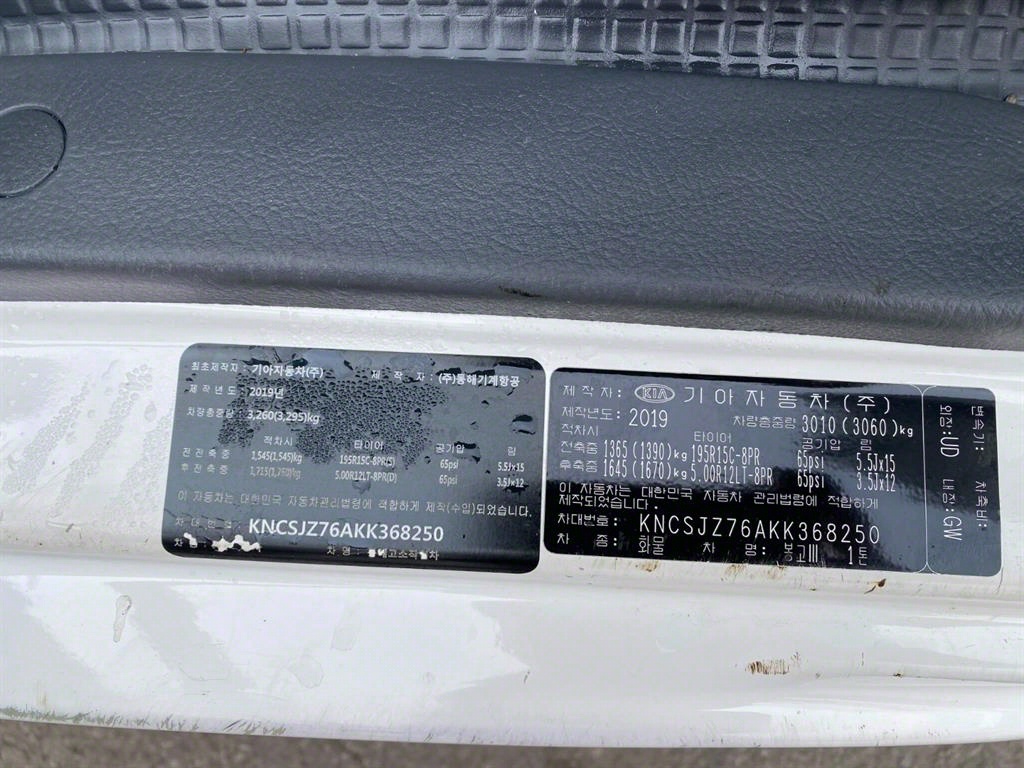 최초제작자 : 기아자동차(주) 제 작 자 : (주)동해기계항공
제 작 년 도 : 2019년
차량총중량 : 3,260(3,295)kg
적차시 타이어 공기압 림
전 전 축 중 1,545(1,545)kg 195R15C-8PR(S) 65psi 5.5J×15
후 전 축 중 1,715(1,750)kg 5.00R12LT-8PR(D) 65psi 3.5J×12
이 자동차는 대한민국 자동차관리법령에 적합하게 제작(수입)되었습니다.
차 대 번 호 : KNCSJZ76AKK368250
차 명 :
제 작 자 : KIA 기 아 자 동 차 (주)
제작년도: 2019 차량총중량 3010 (3060)kg
적차시 타이어 공기압 림
전축중 1365 (1390)kg 195R15C-8PR 65psi 5.5J×15
후축중 1645 (1670)kg 5.00R12LT-8PR 65psi 3.5J×12
이 자동차는 대한민국 자동차 관리법령에 적합하게
제작되었습니다.
차대번호: KNCSJZ76AKK368250
차 종: 화물 차 명: 봉고III 1톤
외장: UD 내장: GW
변속기: 차축비: